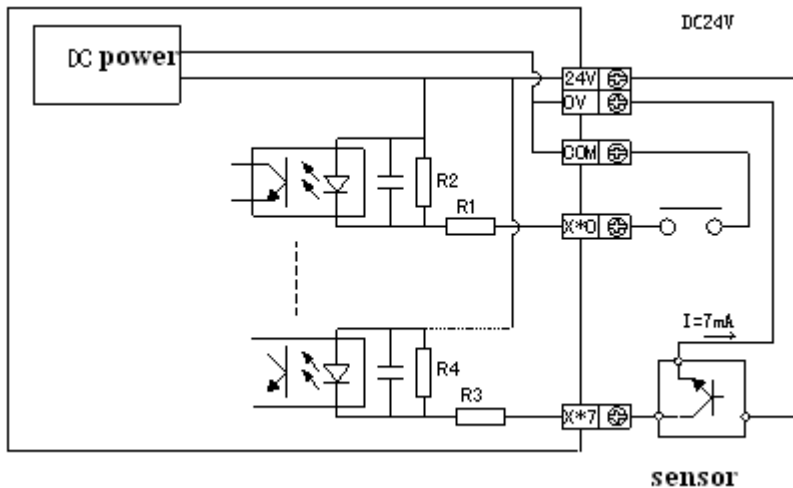 DC24V
DC power
24V
0V
COM
R2
R1
X*0
I=7mA
R4
R3
X*7
sensor